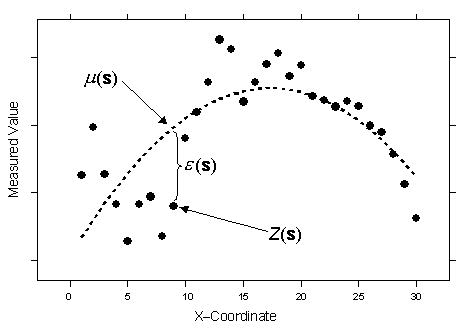 μ(s)
ε(s)
Z(s)
Measured Value
0 5 10 15 20 25 30
X–Coordinate